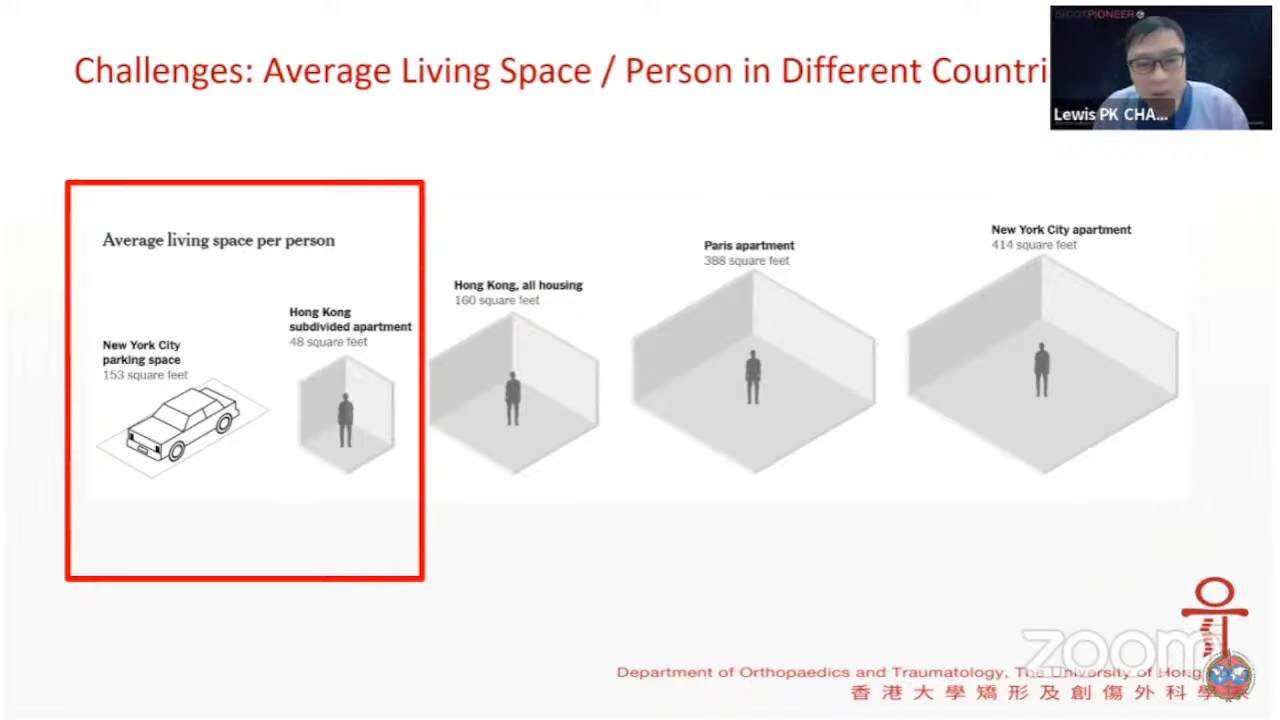 Challenges: Average Living Space / Person in Different Countri
PIONEER
Lewis PK CHA...
Average living space per person
New York City
parking space
153 square feet
Hong Kong
subdivided apartment
48 square feet
Hong Kong, all housing
160 square feet
Paris apartment
388 square feet
New York City apartment
414 square feet
zoom
Department of Orthopaedics and Traumatology, The University of Hong
香港大學矯形及創傷外科學系